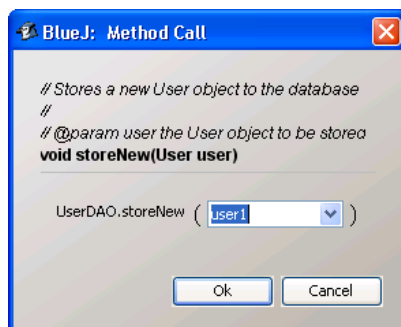 BlueJ: Method Call
// Stores a new User object to the database
//
// @param user the User object to be stored
void storeNew(User user)
UserDAO.storeNew ( user1 )
Ok Cancel